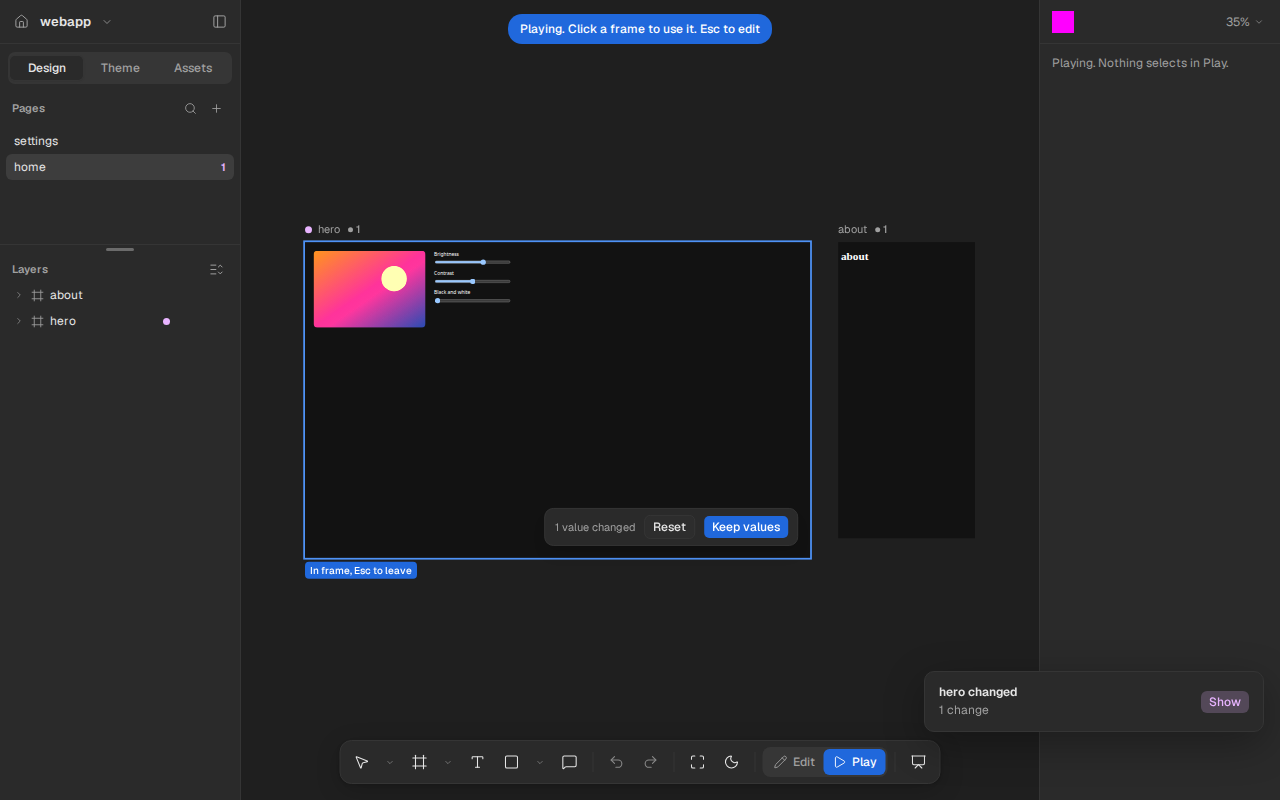 webapp
Design
Theme
Assets
Pages
settings
home
1
Layers
about
hero
Playing. Click a frame to use it. Esc to edit
hero
1
Brightness
Contrast
Black and white
1 value changed
Reset
Keep values
In frame, Esc to leave
about
1
about
35%
Playing. Nothing selects in Play.
hero changed
1 change
Show
Edit
Play